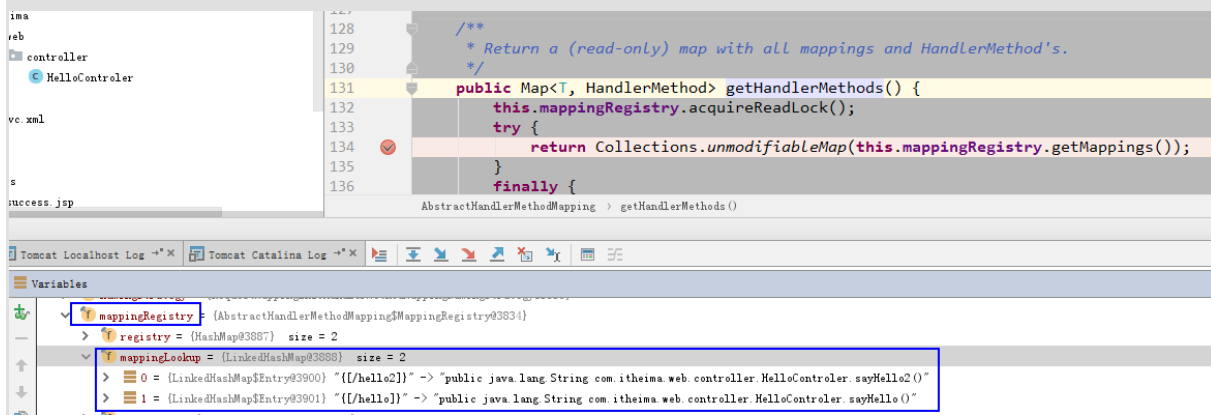 ima
controller
HelloControler
vc.xml
s
success.jsp
128 /**
129 * Return a (read-only) map with all mappings and HandlerMethod's.
130 */
131 public Map<T, HandlerMethod> getHandlerMethods() {
132 this.mappingRegistry.acquireReadLock();
133 try {
134 return Collections.unmodifiableMap(this.mappingRegistry.getMappings());
135 }
136 finally {
AbstractHandlerMethodMapping > getHandlerMethods()
Tomcat Localhost Log Tomcat Catalina Log
Variables
mappingRegistry = {AbstractHandlerMethodMapping$MappingRegistry@3834}
registry = {HashMap@3887} size = 2
mappingLookup = {LinkedHashMap@3888} size = 2
0 = {LinkedHashMap$Entry@3900} "{[/hello2]}" -> "public java.lang.String com.itheima.web.controller.HelloControler.sayHello2()"
1 = {LinkedHashMap$Entry@3901} "{[/hello]}" -> "public java.lang.String com.itheima.web.controller.HelloControler.sayHello()"